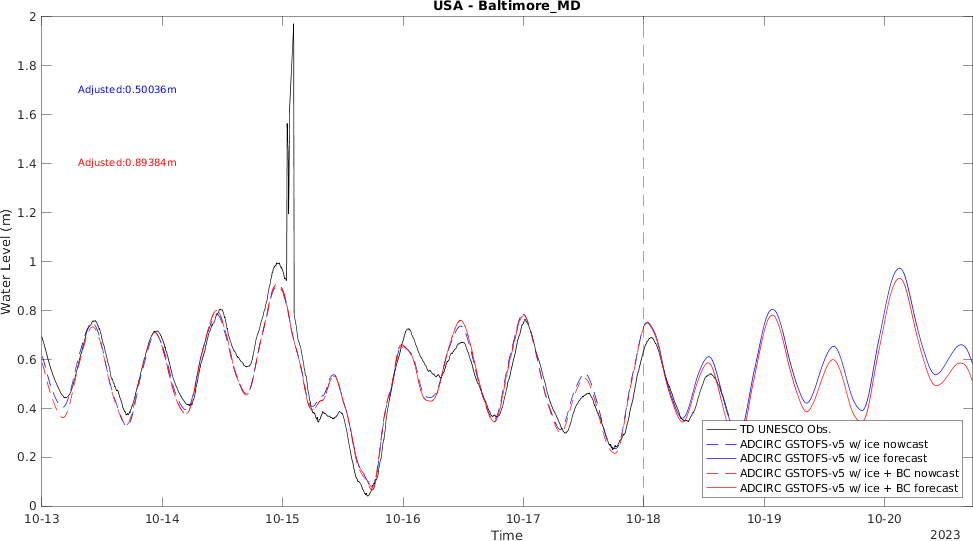 USA - Baltimore_MD
2
1.8
1.6
1.4
1.2
1
0.8
0.6
0.4
0.2
0
Water Level (m)
Adjusted:0.50036m
Adjusted:0.89384m
TD UNESCO Obs.
ADCIRC GSTOFS-v5 w/ ice nowcast
ADCIRC GSTOFS-v5 w/ ice forecast
ADCIRC GSTOFS-v5 w/ ice + BC nowcast
ADCIRC GSTOFS-v5 w/ ice + BC forecast
10-13 10-14 10-15 10-16 10-17 10-18 10-19 10-20
Time
2023